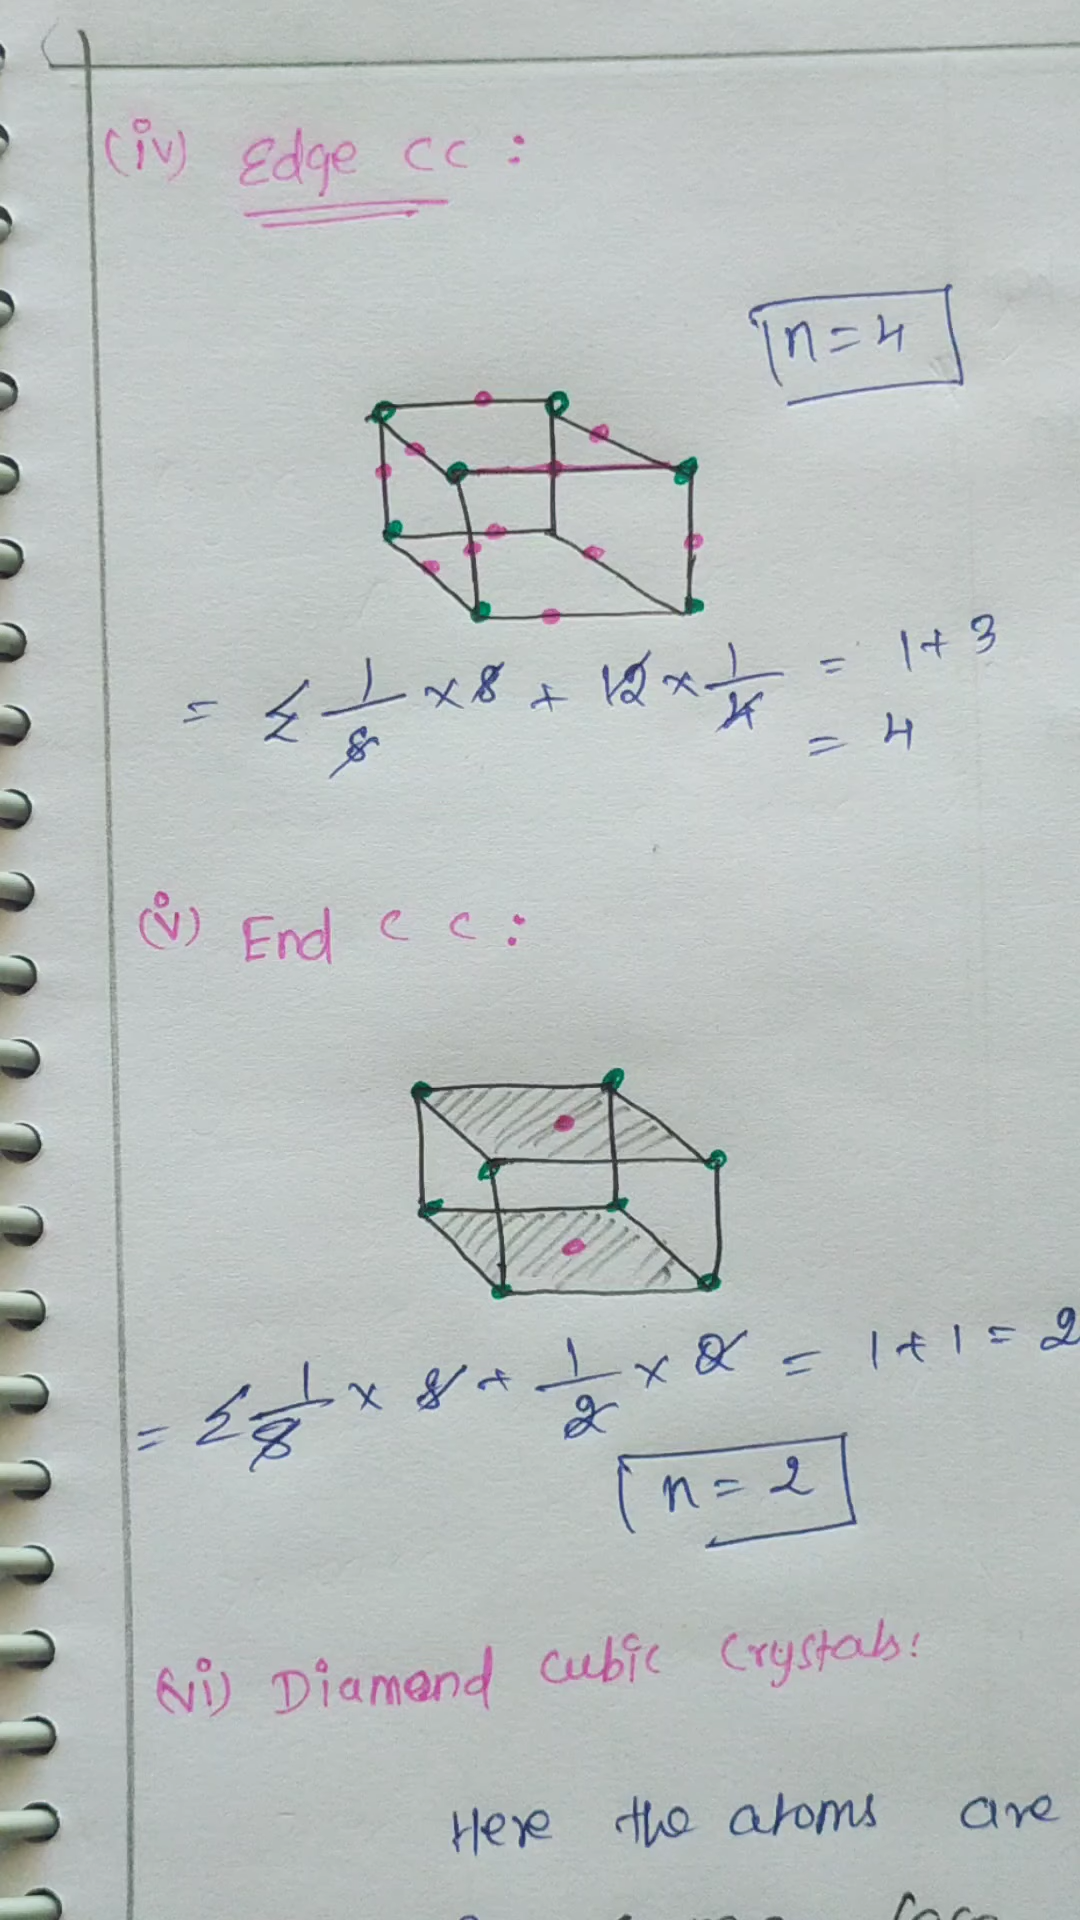 (iv) Edge CC :
n = 4
= Σ 1/8 × 8 + 12 × 1/4 = 1 + 3
= 4
(v) End C C :
= Σ 1/8 × 8 + 1/2 × 2 = 1 + 1 = 2
n = 2
(vi) Diamond cubic crystals:
Here the atoms are